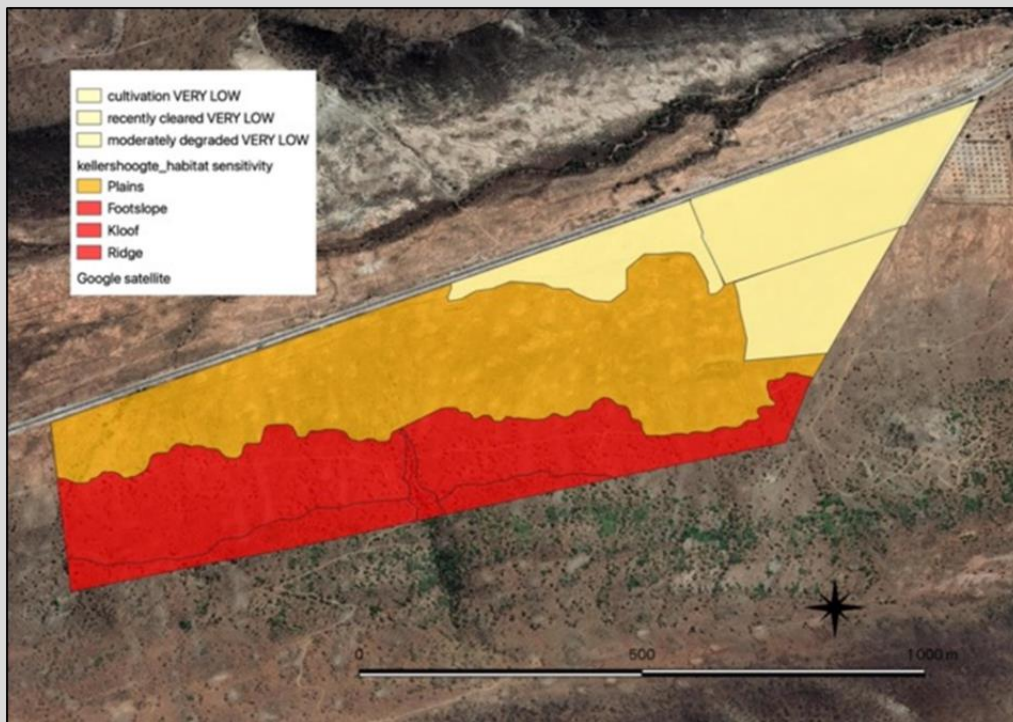 cultivation VERY LOW
recently cleared VERY LOW
moderately degraded VERY LOW
kellershoogte_habitat sensitivity
Plains
Footslope
Kloof
Ridge
Google satellite
0 500 1000 m